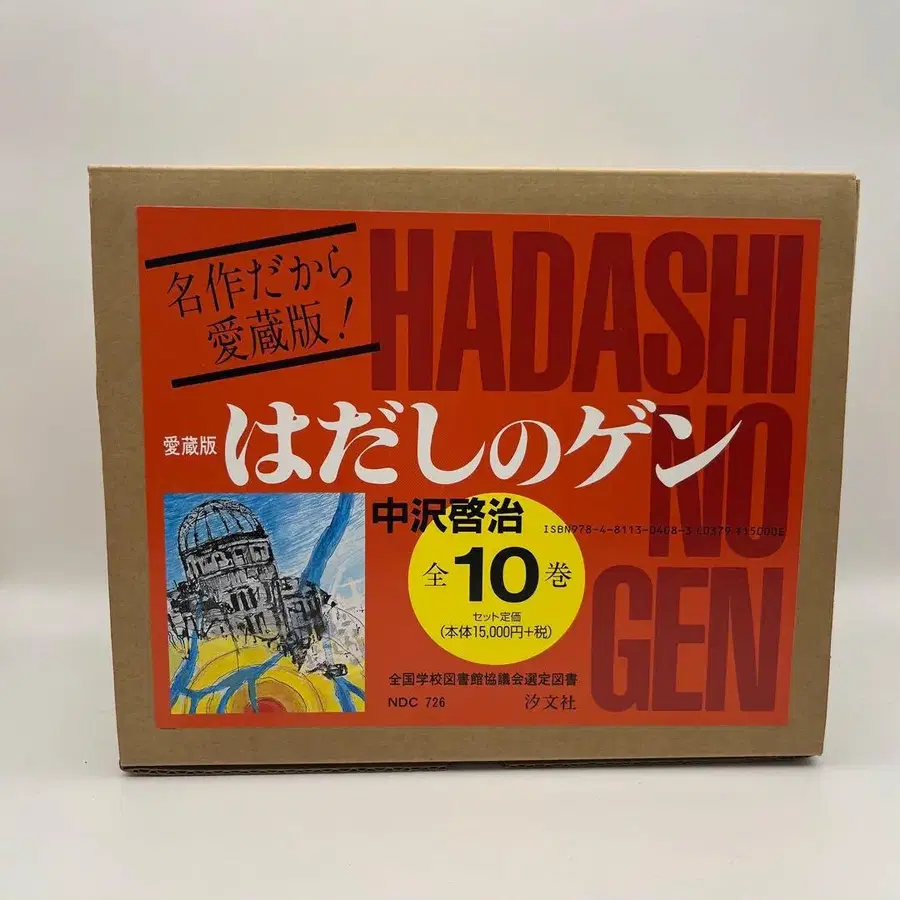 名作だから
愛蔵版!
HADASHI
NO
GEN
愛蔵版
はだしのゲン
中沢啓治
ISBN978-4-8113-0408-3 C0379 ¥15000E
全10巻
セット定価
(本体15,000円+税)
全国学校図書館協議会選定図書
NDC 726
汐文社